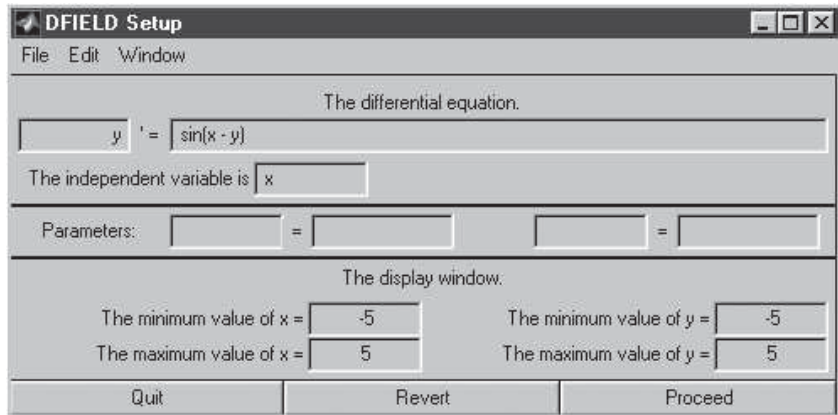 DFIELD Setup
File Edit Window
The differential equation.
y ' = sin(x - y)
The independent variable is x
Parameters: = =
The display window.
The minimum value of x = -5 The minimum value of y = -5
The maximum value of x = 5 The maximum value of y = 5
Quit Revert Proceed